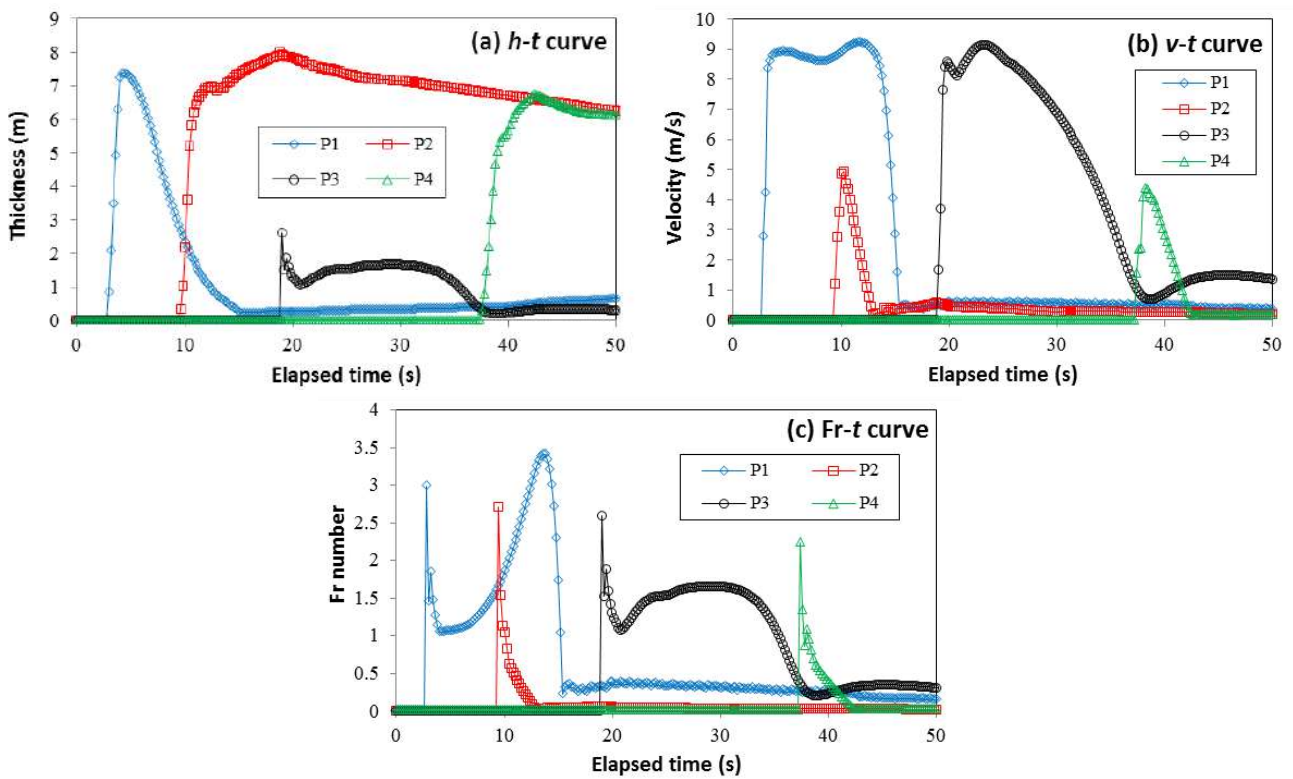 (a) h-t curve
Thickness (m)
9
8
7
6
5
4
3
2
1
0
P1 P2
P3 P4
0 10 20 30 40 50
Elapsed time (s)
(b) v-t curve
Velocity (m/s)
10
9
8
7
6
5
4
3
2
1
0
P1
P2
P3
P4
0 10 20 30 40 50
Elapsed time (s)
(c) Fr-t curve
Fr number
4
3.5
3
2.5
2
1.5
1
0.5
0
P1 P2
P3 P4
0 10 20 30 40 50
Elapsed time (s)